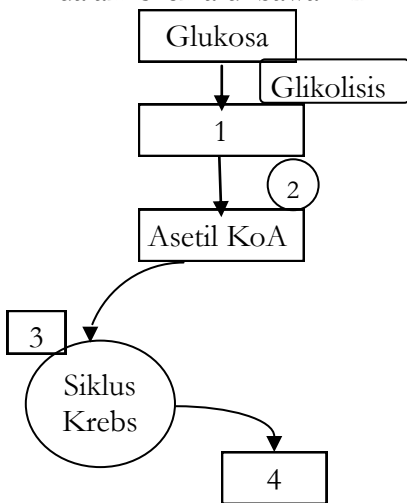 Glukosa
Glikolisis
1
2
Asetil KoA
3
Siklus
Krebs
4